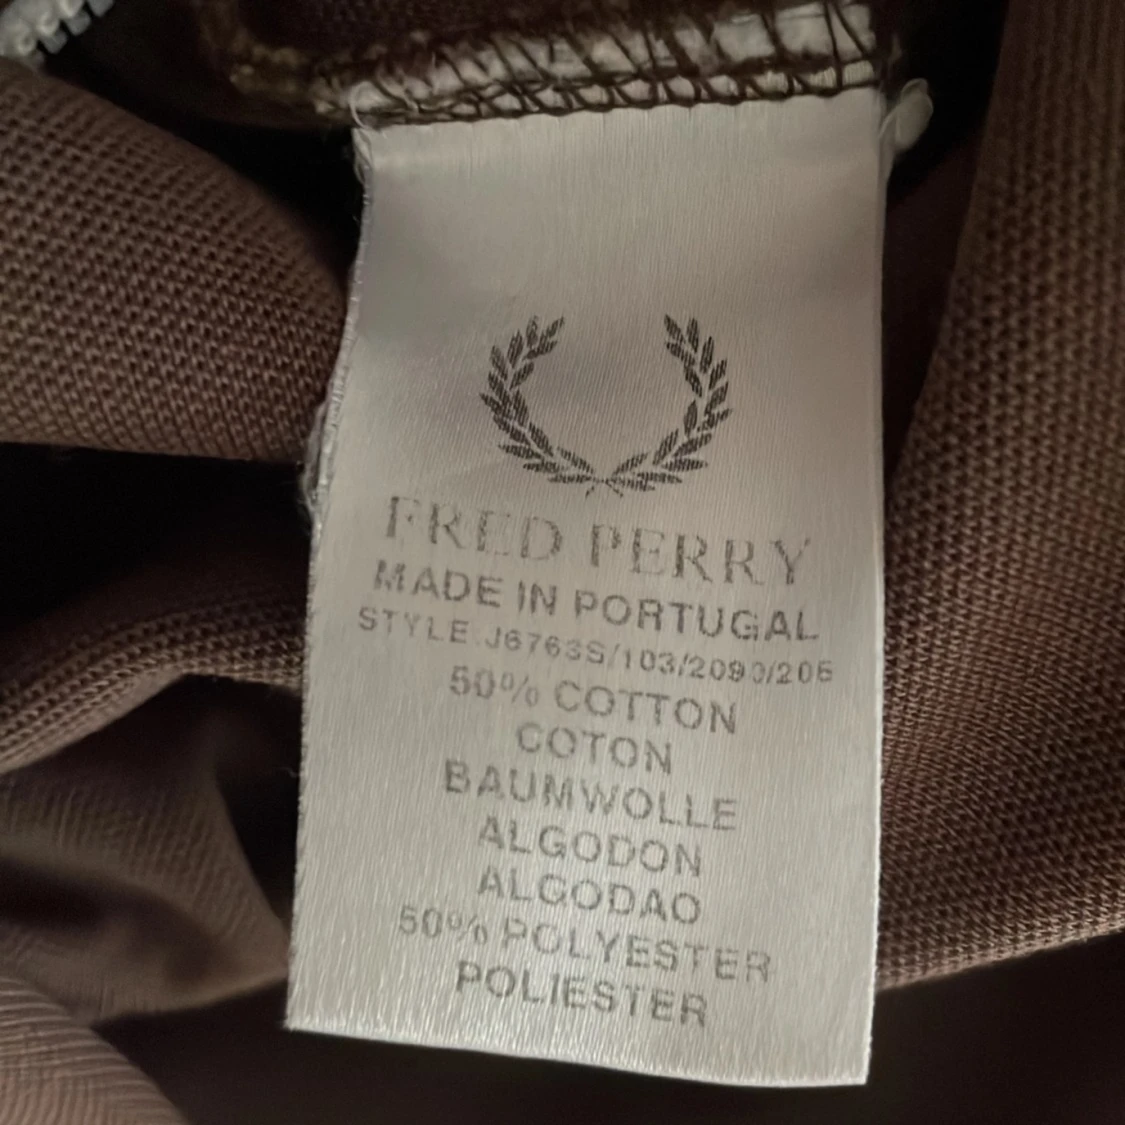 FRED PERRY
MADE IN PORTUGAL
STYLE:J6763S/103/2090/206
50% COTTON
COTON
BAUMWOLLE
ALGODON
ALGODAO
50% POLYESTER
POLIESTER